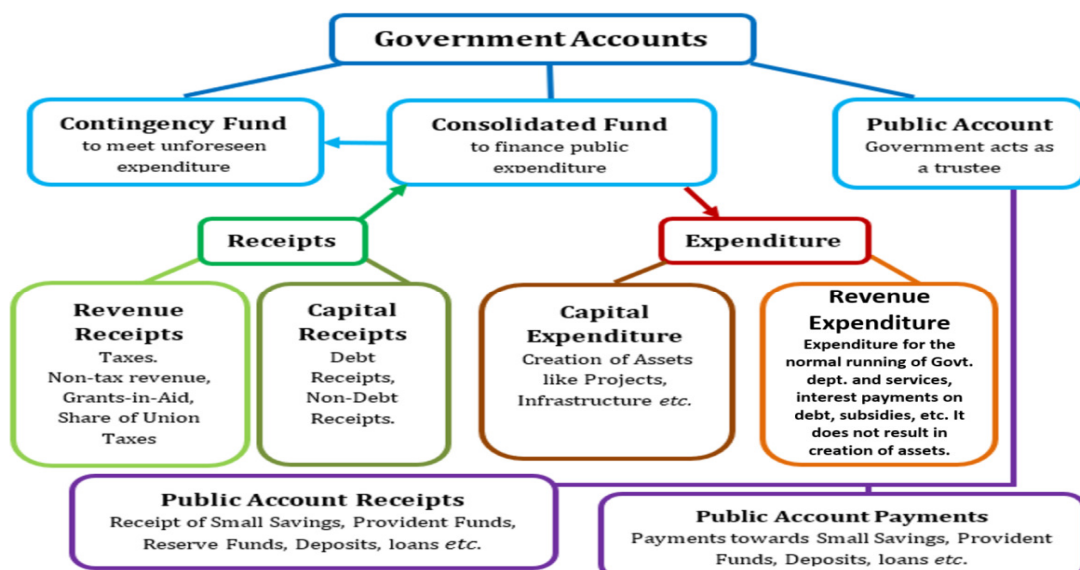 Government Accounts
Contingency Fund
to meet unforeseen
expenditure
Consolidated Fund
to finance public
expenditure
Public Account
Government acts as
a trustee
Receipts
Expenditure
Revenue
Receipts
Taxes.
Non-tax revenue,
Grants-in-Aid,
Share of Union
Taxes
Capital
Receipts
Debt
Receipts,
Non-Debt
Receipts.
Capital
Expenditure
Creation of Assets
like Projects,
Infrastructure etc.
Revenue
Expenditure
Expenditure for the
normal running of Govt.
dept. and services,
interest payments on
debt, subsidies, etc. It
does not result in
creation of assets.
Public Account Receipts
Receipt of Small Savings, Provident Funds,
Reserve Funds, Deposits, loans etc.
Public Account Payments
Payments towards Small Savings, Provident
Funds, Deposits, loans etc.